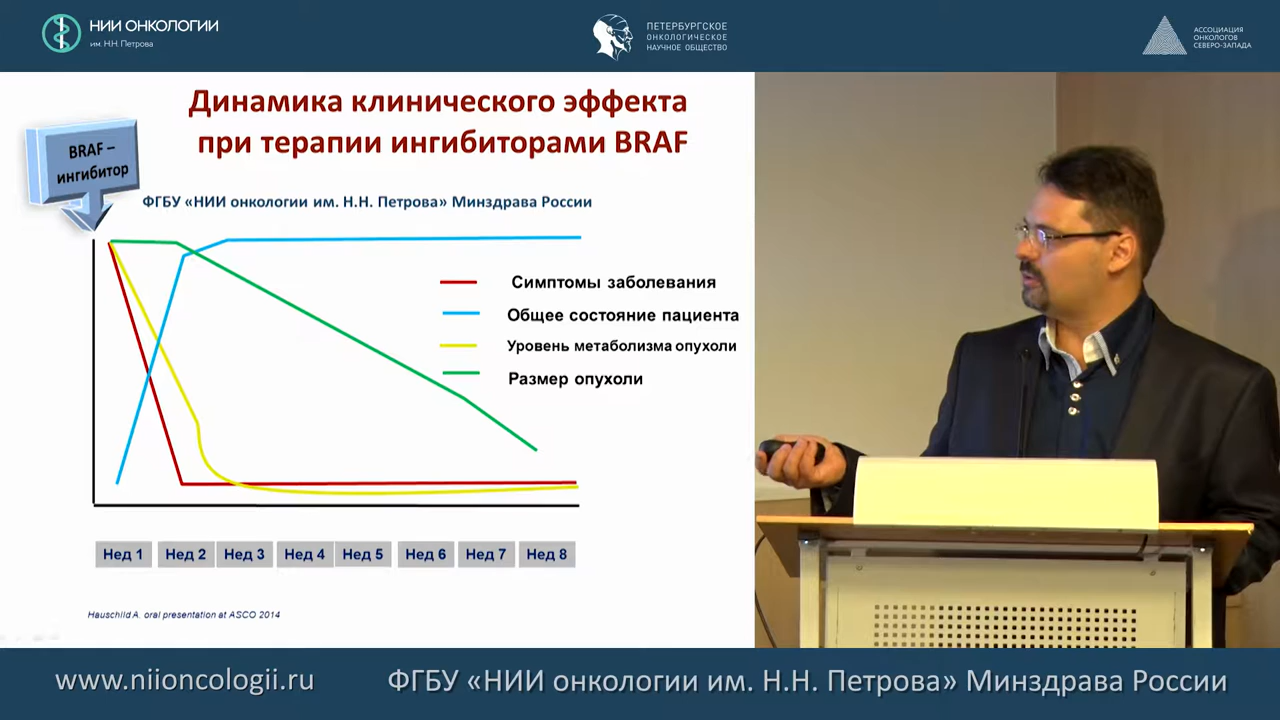 НИИ ОНКОЛОГИИ
им. Н.Н. Петрова
ПЕТЕРБУРГСКОЕ
ОНКОЛОГИЧЕСКОЕ
НАУЧНОЕ ОБЩЕСТВО
АССОЦИАЦИЯ
ОНКОЛОГОВ
СЕВЕРО-ЗАПАДА
Динамика клинического эффекта
при терапии ингибиторами BRAF
BRAF –
ингибитор
ФГБУ «НИИ онкологии им. Н.Н. Петрова» Минздрава России
Симптомы заболевания
Общее состояние пациента
Уровень метаболизма опухоли
Размер опухоли
Нед 1 Нед 2 Нед 3 Нед 4 Нед 5 Нед 6 Нед 7 Нед 8
Hauschild A. oral presentation at ASCO 2014
www.niioncologii.ru
ФГБУ «НИИ онкологии им. Н.Н. Петрова» Минздрава России